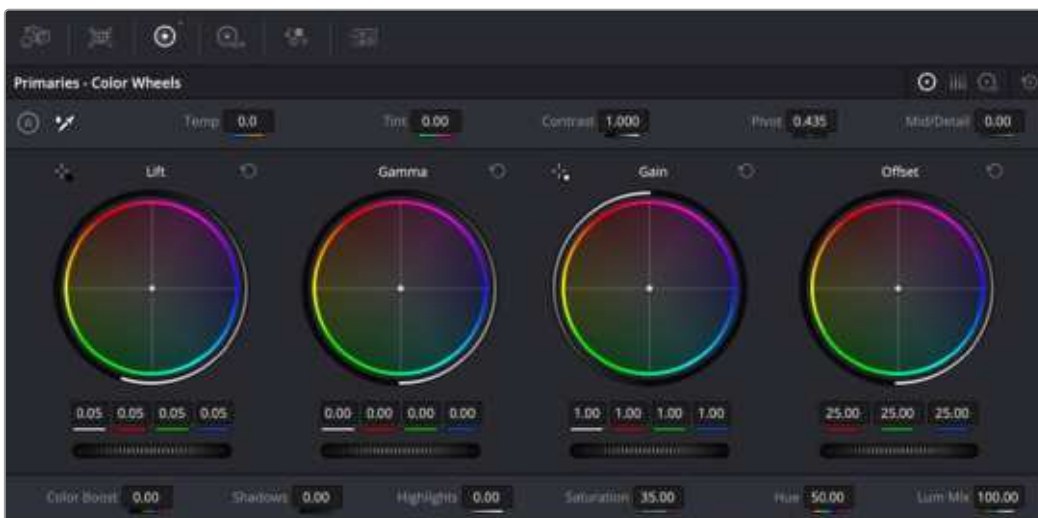 Primaries - Color Wheels
A
Temp 0.0 Tint 0.00 Contrast 1.000 Pivot 0.435 Mid/Detail 0.00
Lift Gamma Gain Offset
0.05 0.05 0.05 0.05 0.00 0.00 0.00 0.00 1.00 1.00 1.00 1.00 25.00 25.00 25.00
Color Boost 0.00 Shadows 0.00 Highlights 0.00 Saturation 35.00 Hue 50.00 Lum Mix 100.00